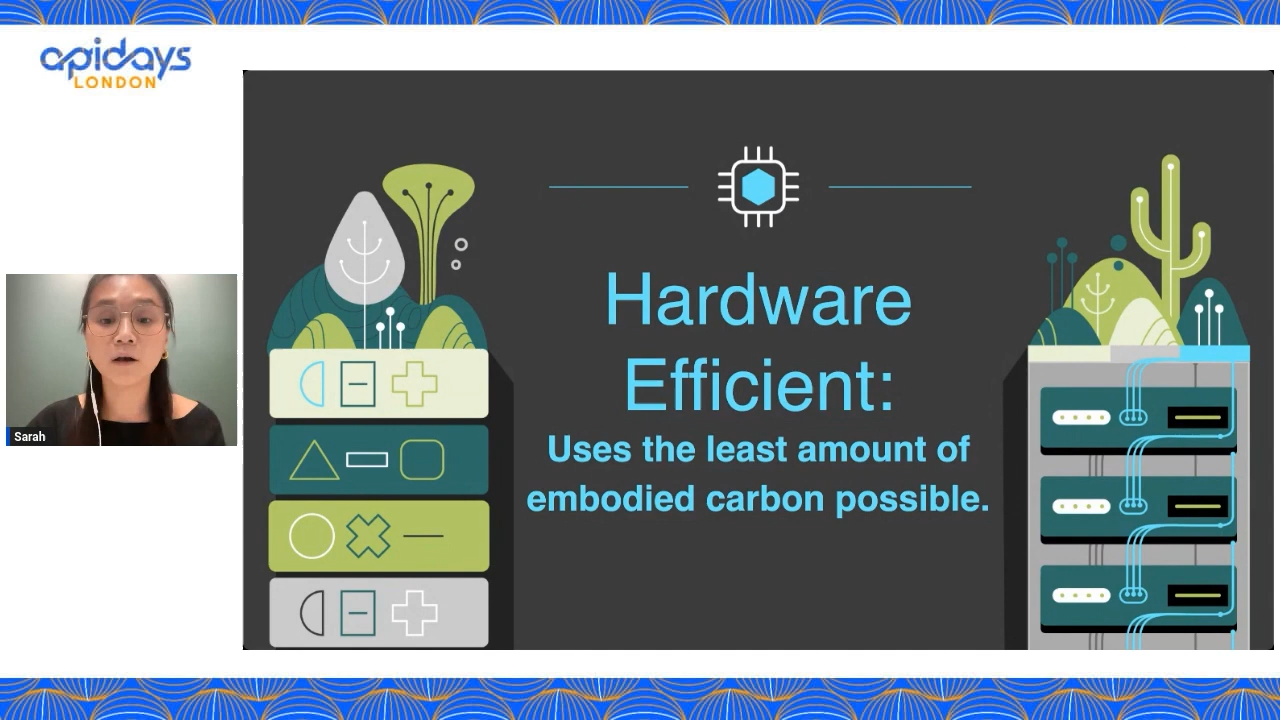 apidays
LONDON
Hardware
Efficient:
Uses the least amount of
embodied carbon possible.
Sarah